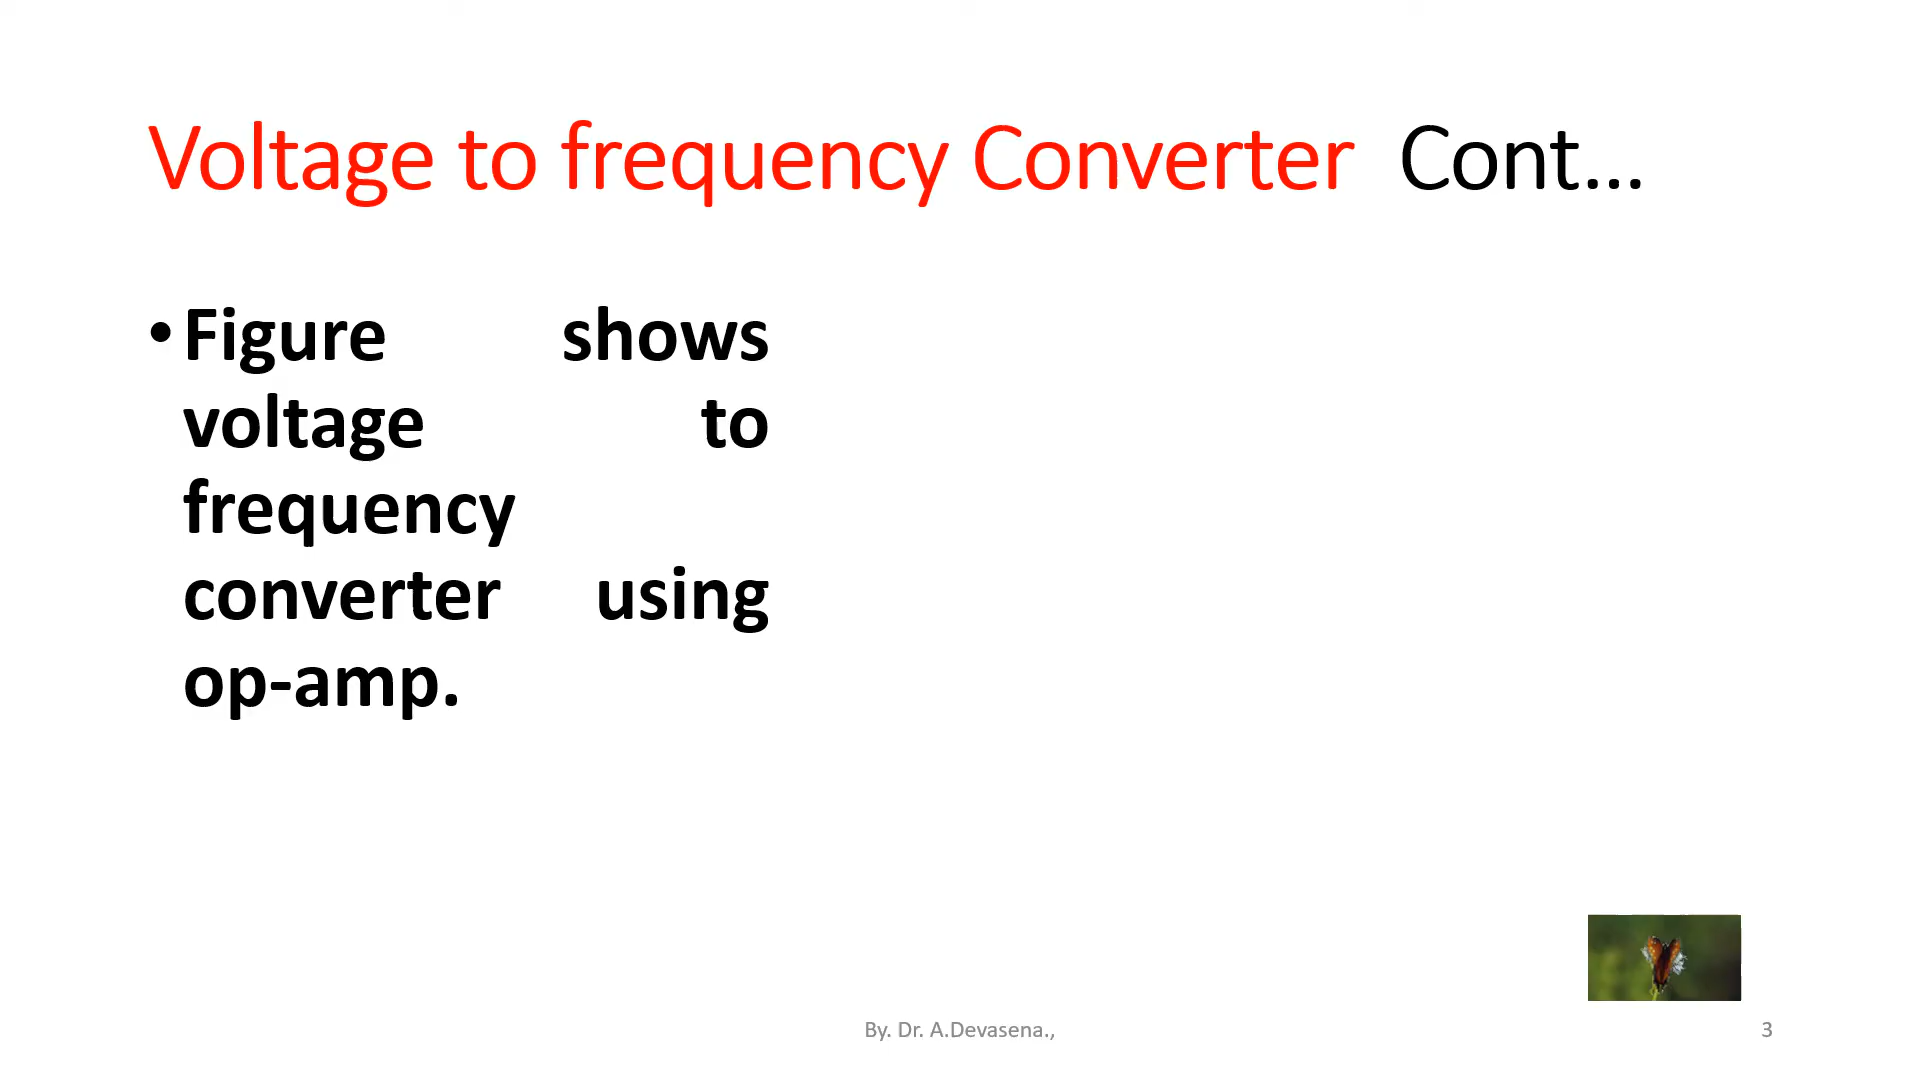 Voltage to frequency Converter Cont...
•Figure shows
voltage to
frequency
converter using
op-amp.
By. Dr. A.Devasena.,
3